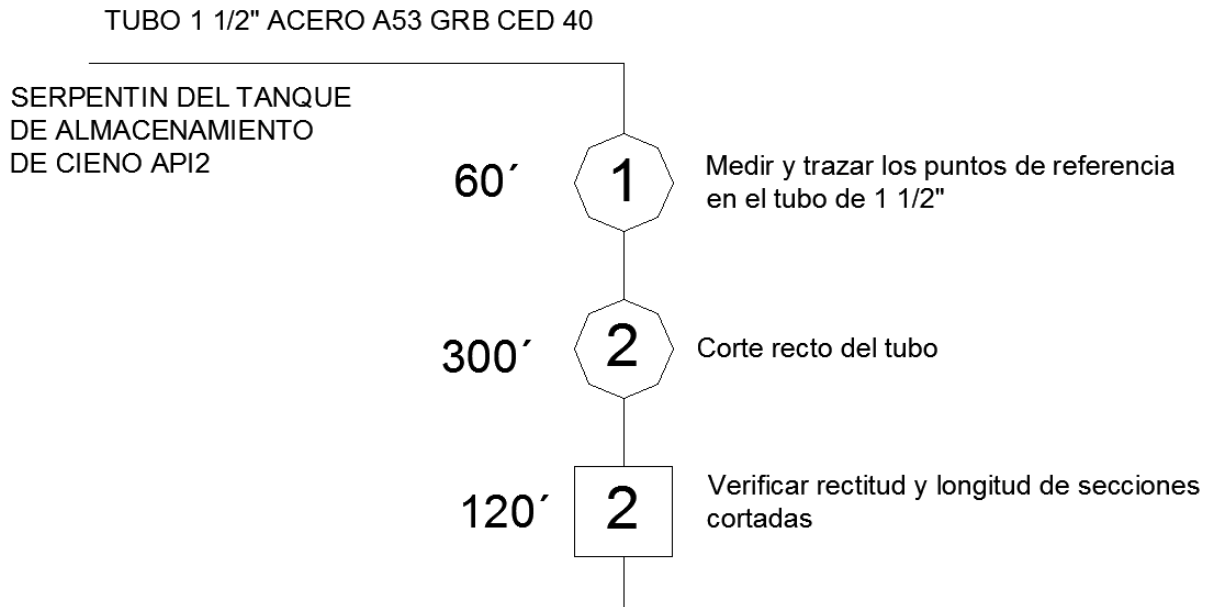 TUBO 1 1/2" ACERO A53 GRB CED 40
SERPENTIN DEL TANQUE
DE ALMACENAMIENTO
DE CIENO API2
60´
1
Medir y trazar los puntos de referencia
en el tubo de 1 1/2"
300´
2
Corte recto del tubo
120´
2
Verificar rectitud y longitud de secciones
cortadas